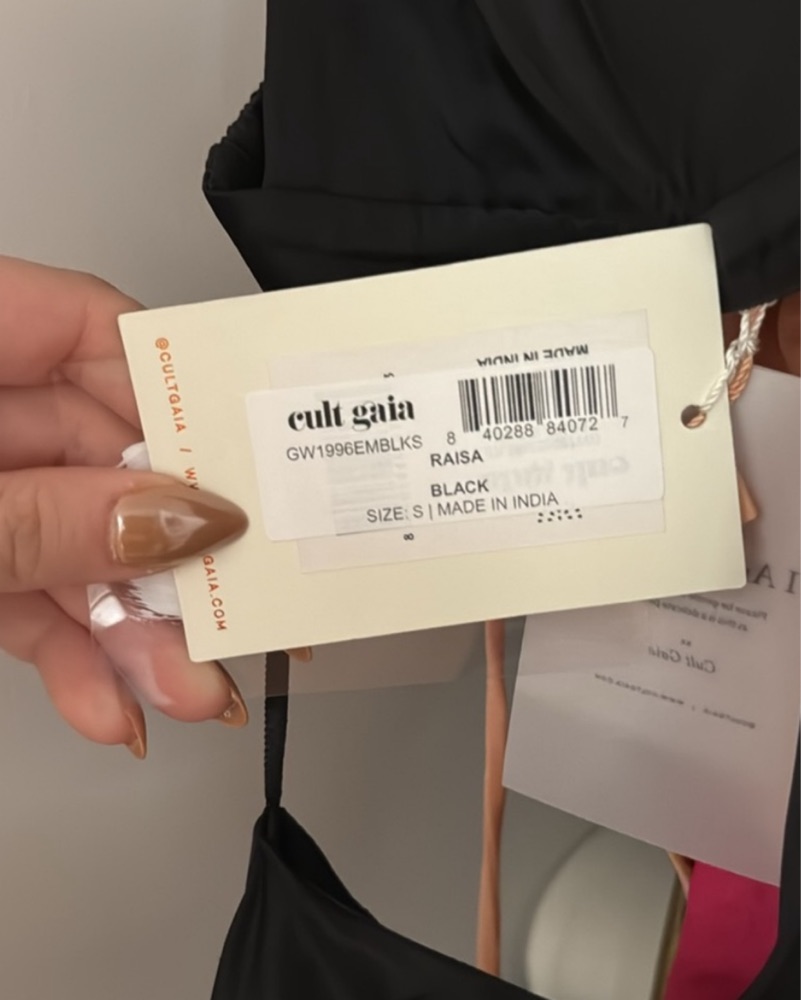 @CULTGAIA / W
GAIA.COM
MADE IN INDIA
cult gaia
GW1996EMBLKS
8 40288 84072 7
RAISA
BLACK
SIZE: S | MADE IN INDIA
Cult Gaia